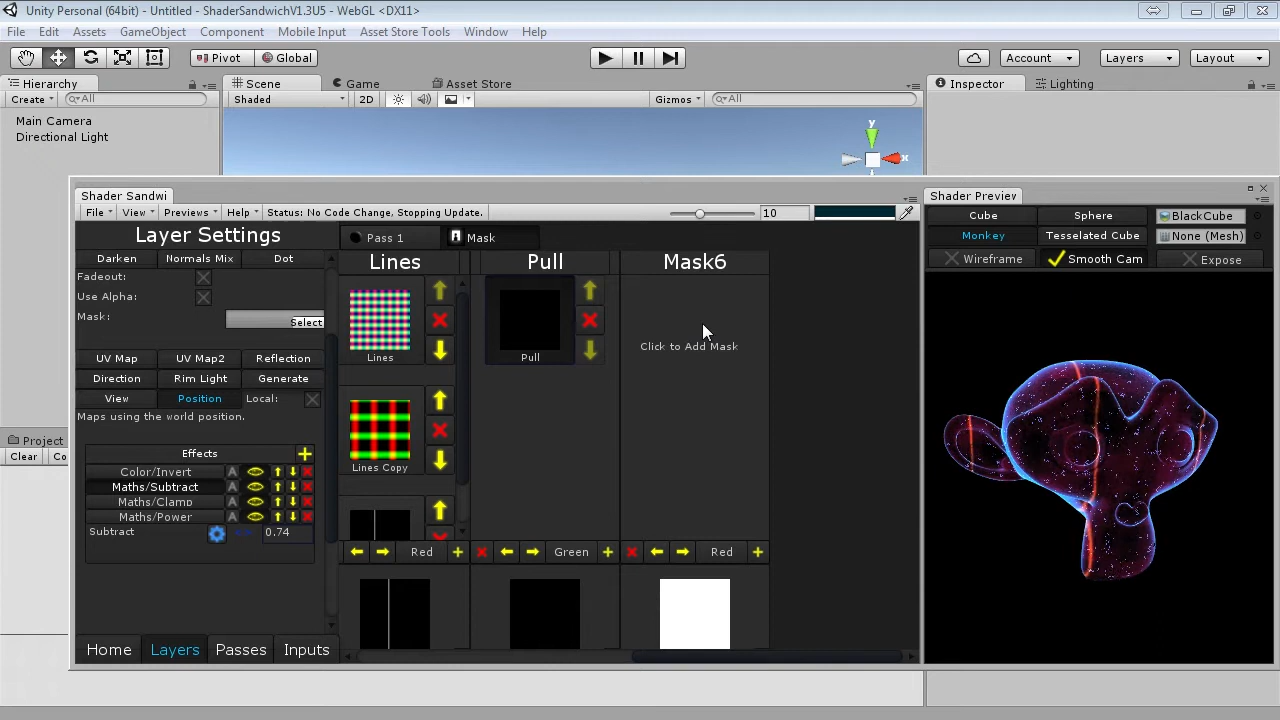 Unity Personal (64bit) - Untitled - ShaderSandwichV1.3U5 - WebGL <DX11>
File Edit Assets GameObject Component Mobile Input Asset Store Tools Window Help
Pivot Global Account Layers Layout
Hierarchy Scene Game Asset Store Inspector Lighting
Create All Shaded 2D Gizmos All
Main Camera
Directional Light
Shader Sandwi Shader Preview
File View Previews Help Status: No Code Change, Stopping Update. 10 Cube Sphere BlackCube
Layer Settings Pass 1 Mask Monkey Tesselated Cube None (Mesh)
Darken Normals Mix Dot Lines Pull Mask6 Wireframe Smooth Cam Expose
Fadeout:
Use Alpha:
Mask: Select
Click to Add Mask
UV Map UV Map2 Reflection Lines Pull
Direction Rim Light Generate
View Position Local:
Maps using the world position.
Project
Clear Co Effects
Color/Invert A Lines Copy
Maths/Subtract A
Maths/Clamp A
Maths/Power A
Subtract 0.74
Red Green Red
Home Layers Passes Inputs
y
x